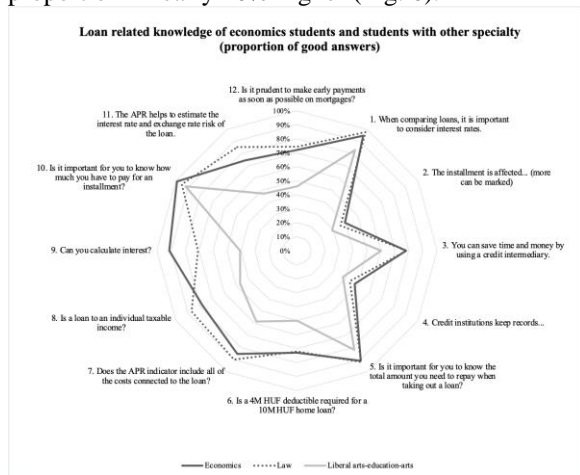 Loan related knowledge of economics students and students with other specialty
(proportion of good answers)
12. Is it prudent to make early payments
as soon as possible on mortgages?
100%
90%
80%
70%
60%
50%
40%
30%
20%
10%
0%
1. When comparing loans, it is important
to consider interest rates.
2. The installment is affected... (more
can be marked)
3. You can save time and money by
using a credit intermediary.
4. Credit institutions keep records...
5. Is it important for you to know the
total amount you need to repay when
taking out a loan?
6. Is a 4M HUF deductible required for a
10M HUF home loan?
7. Does the APR indicator include all of
the costs connected to the loan?
8. Is a loan to an individual taxable
income?
9. Can you calculate interest?
10. Is it important for you to know how
much you have to pay for an
installment?
11. The APR helps to estimate the
interest rate and exchange rate risk of
the loan.
Economics
Law
Liberal arts-education-arts